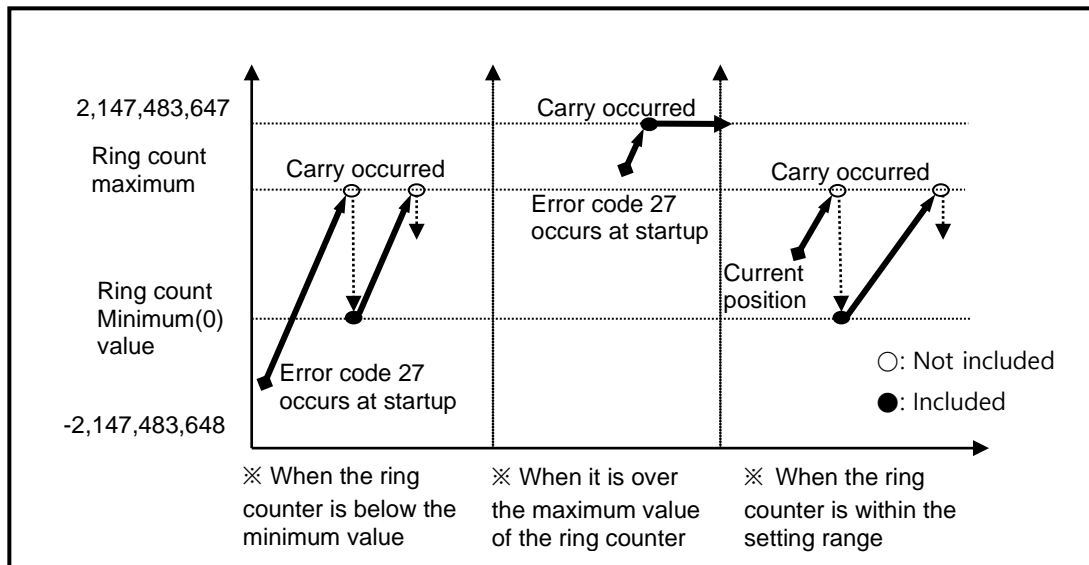 2,147,483,647
Ring count
maximum
Ring count
Minimum(0)
value
-2,147,483,648
Carry occurred
Error code 27
occurs at startup
Carry occurred
Error code 27
occurs at startup
Carry occurred
Current
position
○: Not included
●: Included
※ When the ring
counter is below the
minimum value
※ When it is over
the maximum value
of the ring counter
※ When the ring
counter is within the
setting range